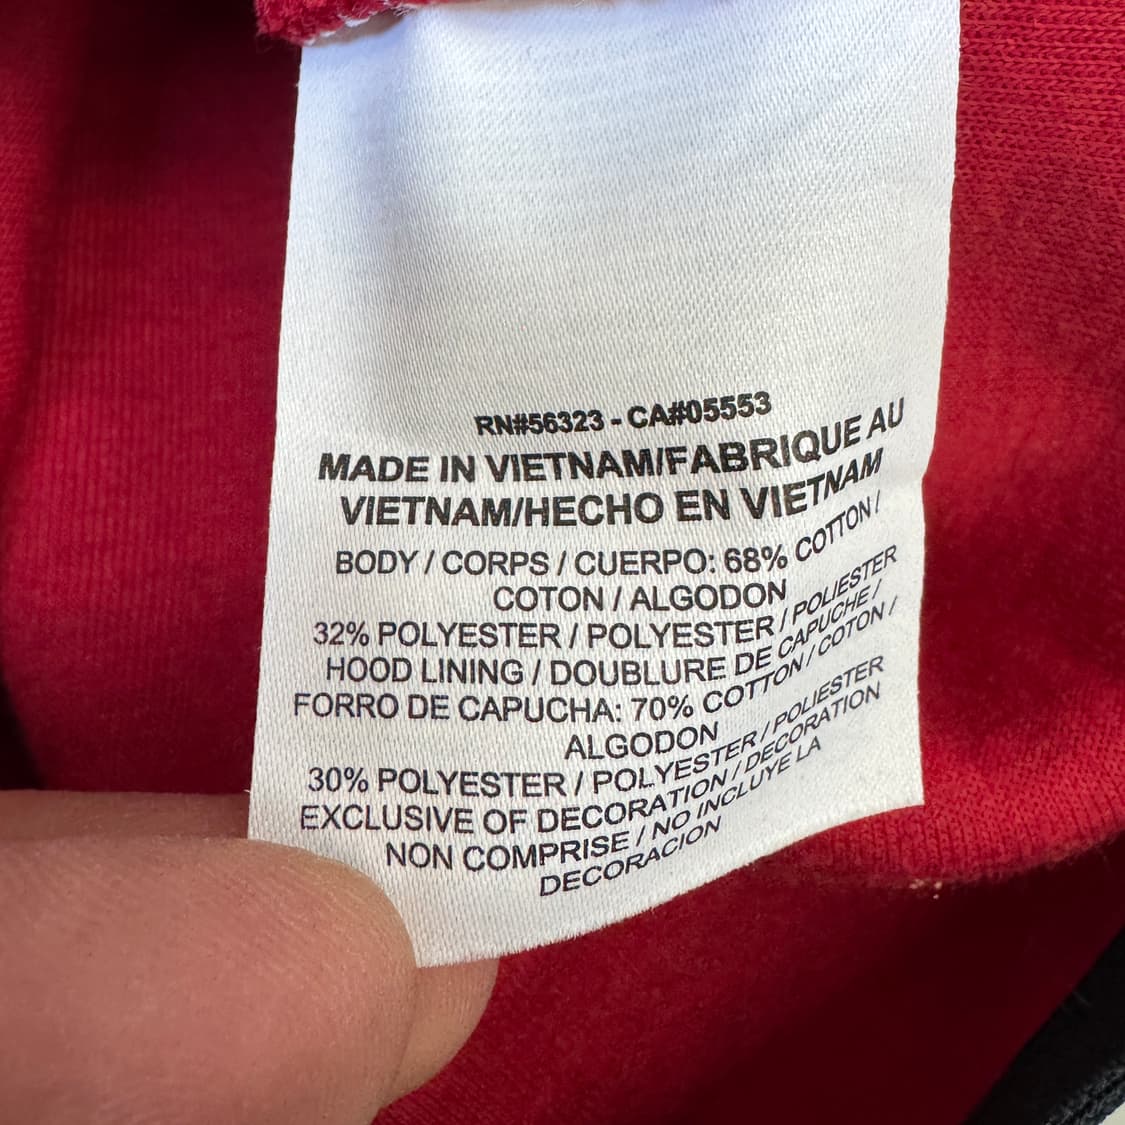 RN#56323 - CA#05553
MADE IN VIETNAM/FABRIQUE AU
VIETNAM/HECHO EN VIETNAM
BODY / CORPS / CUERPO: 68% COTTON /
COTON / ALGODON
32% POLYESTER / POLYESTER / POLIESTER
HOOD LINING / DOUBLURE DE CAPUCHE /
FORRO DE CAPUCHA: 70% COTTON / COTON /
ALGODON
30% POLYESTER / POLYESTER / POLIESTER
EXCLUSIVE OF DECORATION / DECORATION
NON COMPRISE / NO INCLUYE LA
DECORACION